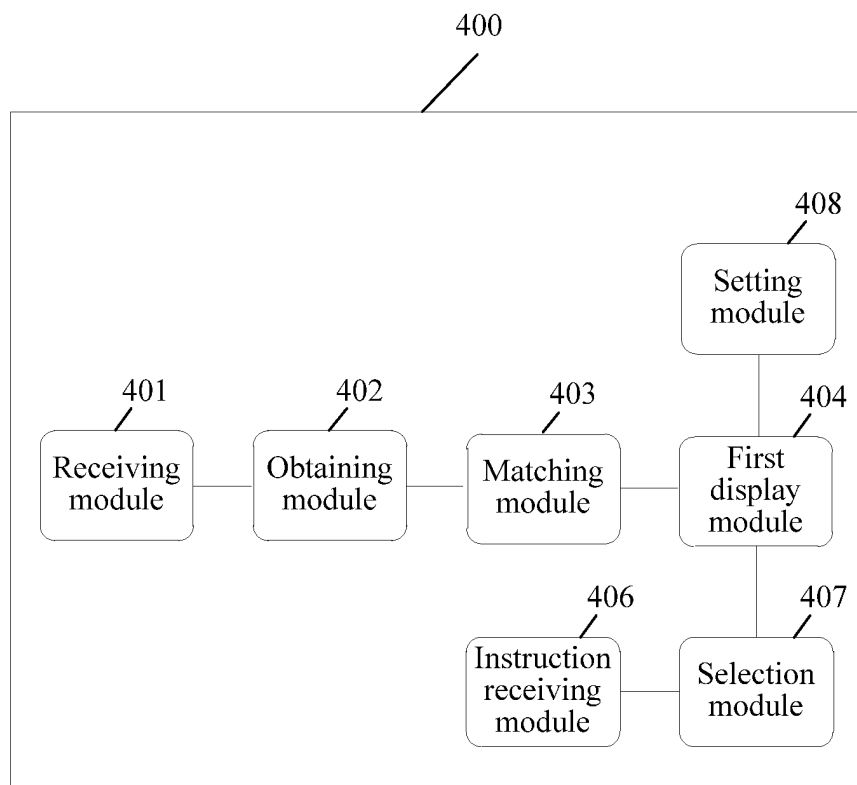 400
408
Setting
module
401
402
403
404
Receiving
module
Obtaining
module
Matching
module
First
display
module
406
407
Instruction
receiving
module
Selection
module